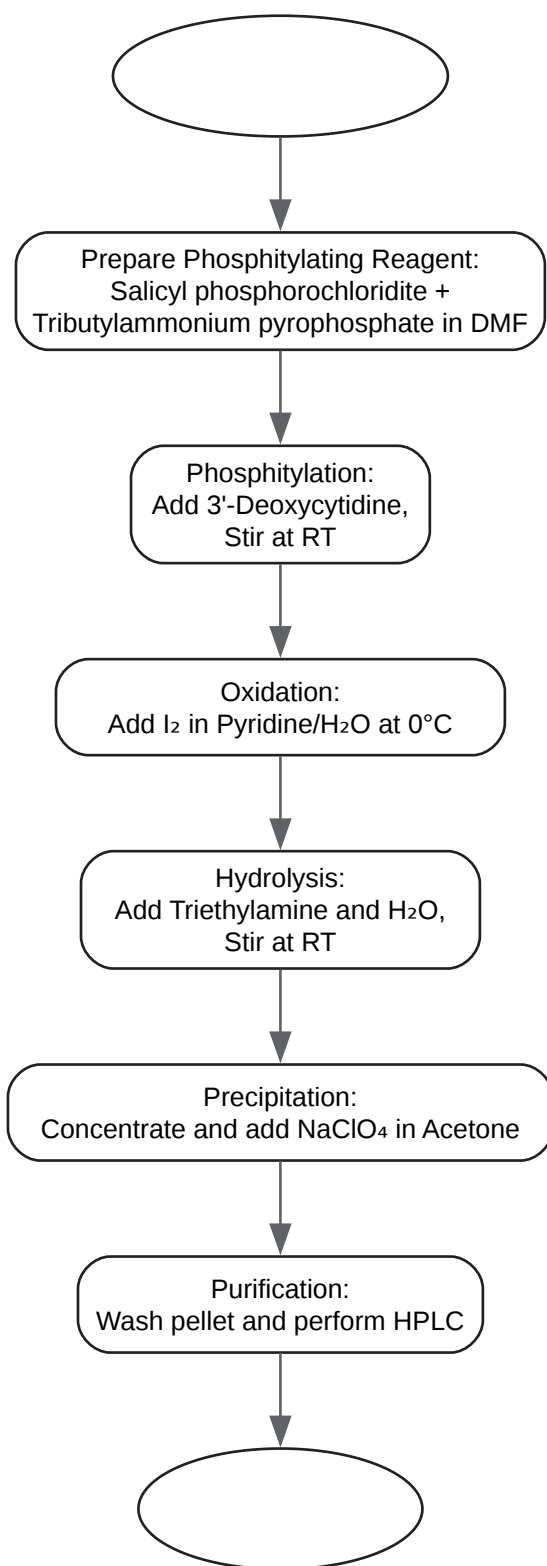 Prepare Phosphitylating Reagent:
Salicyl phosphorochloridite +
Tributylammonium pyrophosphate in DMF
Phosphitylation:
Add 3'-Deoxycytidine,
Stir at RT
Oxidation:
Add I₂ in Pyridine/H₂O at 0°C
Hydrolysis:
Add Triethylamine and H₂O,
Stir at RT
Precipitation:
Concentrate and add NaClO₄ in Acetone
Purification:
Wash pellet and perform HPLC